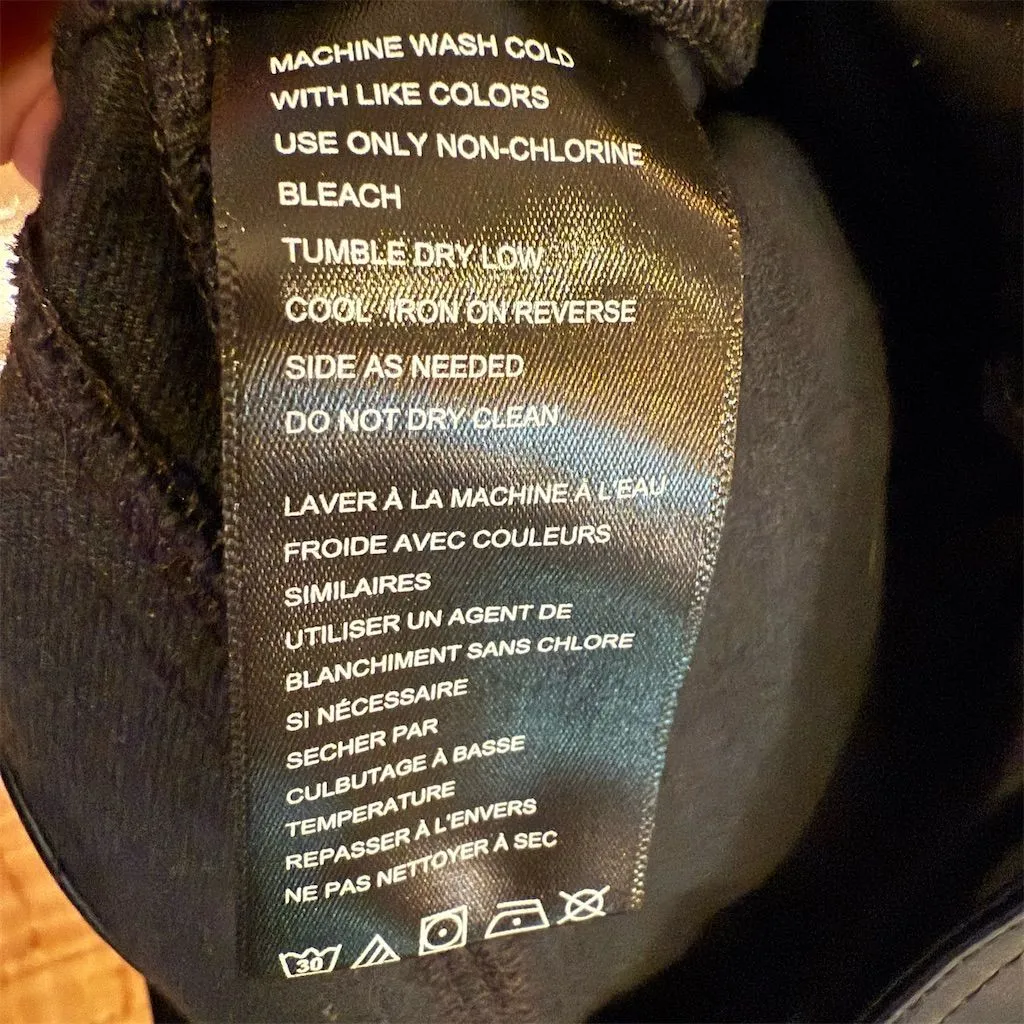 MACHINE WASH COLD
WITH LIKE COLORS
USE ONLY NON-CHLORINE
BLEACH
TUMBLE DRY LOW
COOL IRON ON REVERSE
SIDE AS NEEDED
DO NOT DRY CLEAN
LAVER À LA MACHINE À L'EAU
FROIDE AVEC COULEURS
SIMILAIRES
UTILISER UN AGENT DE
BLANCHIMENT SANS CHLORE
SI NÉCESSAIRE
SECHER PAR
CULBUTAGE À BASSE
TEMPERATURE
REPASSER À L'ENVERS
NE PAS NETTOYER À SEC
30